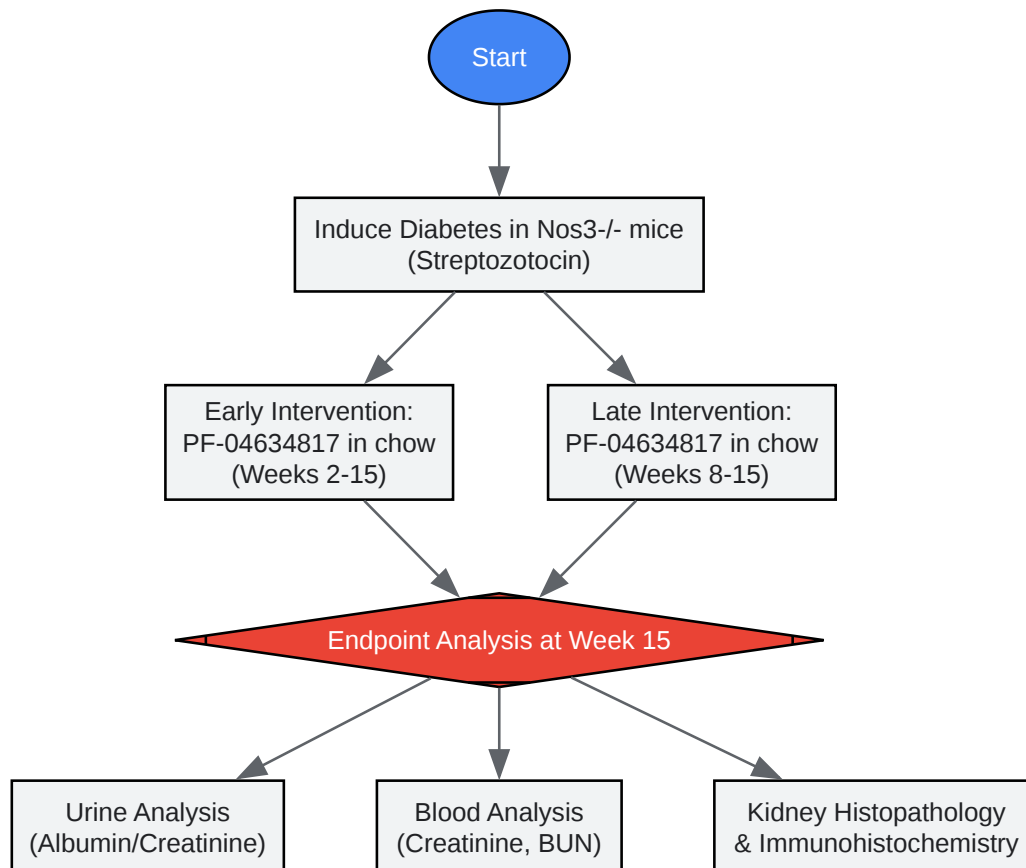 Start
Induce Diabetes in Nos3-/- mice
(Streptozotocin)
Early Intervention:
PF-04634817 in chow
(Weeks 2-15)
Late Intervention:
PF-04634817 in chow
(Weeks 8-15)
Endpoint Analysis at Week 15
Urine Analysis
(Albumin/Creatinine)
Blood Analysis
(Creatinine, BUN)
Kidney Histopathology
& Immunohistochemistry